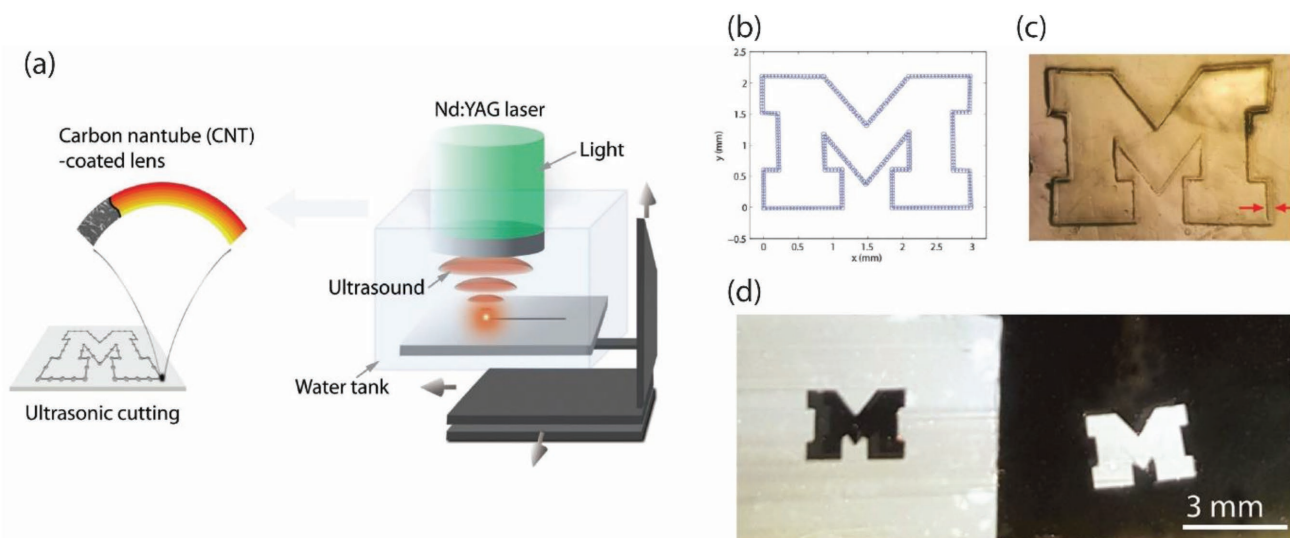 (a)
Carbon nantube (CNT)
-coated lens
Ultrasonic cutting
Nd:YAG laser
Light
Ultrasound
Water tank
(b)
2.5
2
1.5
1
0.5
0
−0.5
y (mm)
0
0.5
1
1.5
2
2.5
3
x (mm)
(c)
(d)
3 mm